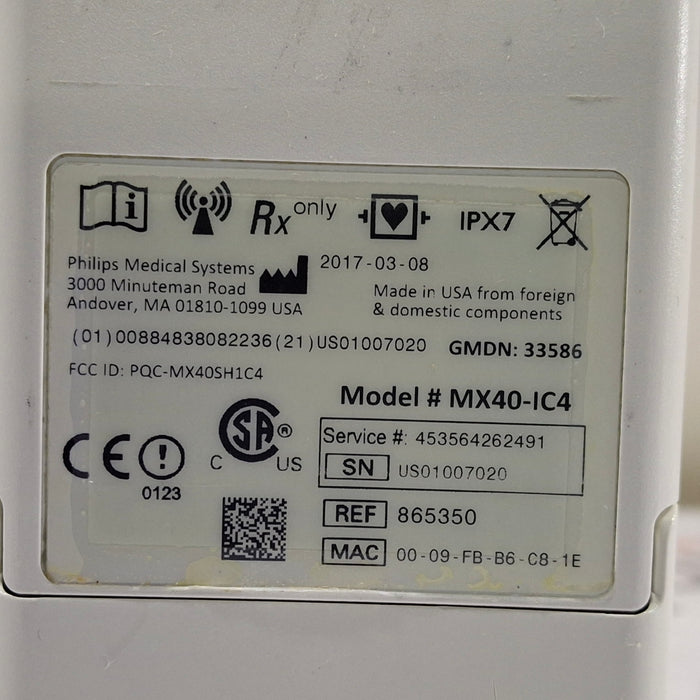 i
Rx only
IPX7
Philips Medical Systems
3000 Minuteman Road
Andover, MA 01810-1099 USA
2017-03-08
Made in USA from foreign
& domestic components
(01)00884838082236(21)US01007020
GMDN: 33586
FCC ID: PQC-MX40SH1C4
Model # MX40-IC4
CE
0123
C SA ® US
Service #: 453564262491
SN US01007020
REF 865350
MAC 00-09-FB-B6-C8-1E